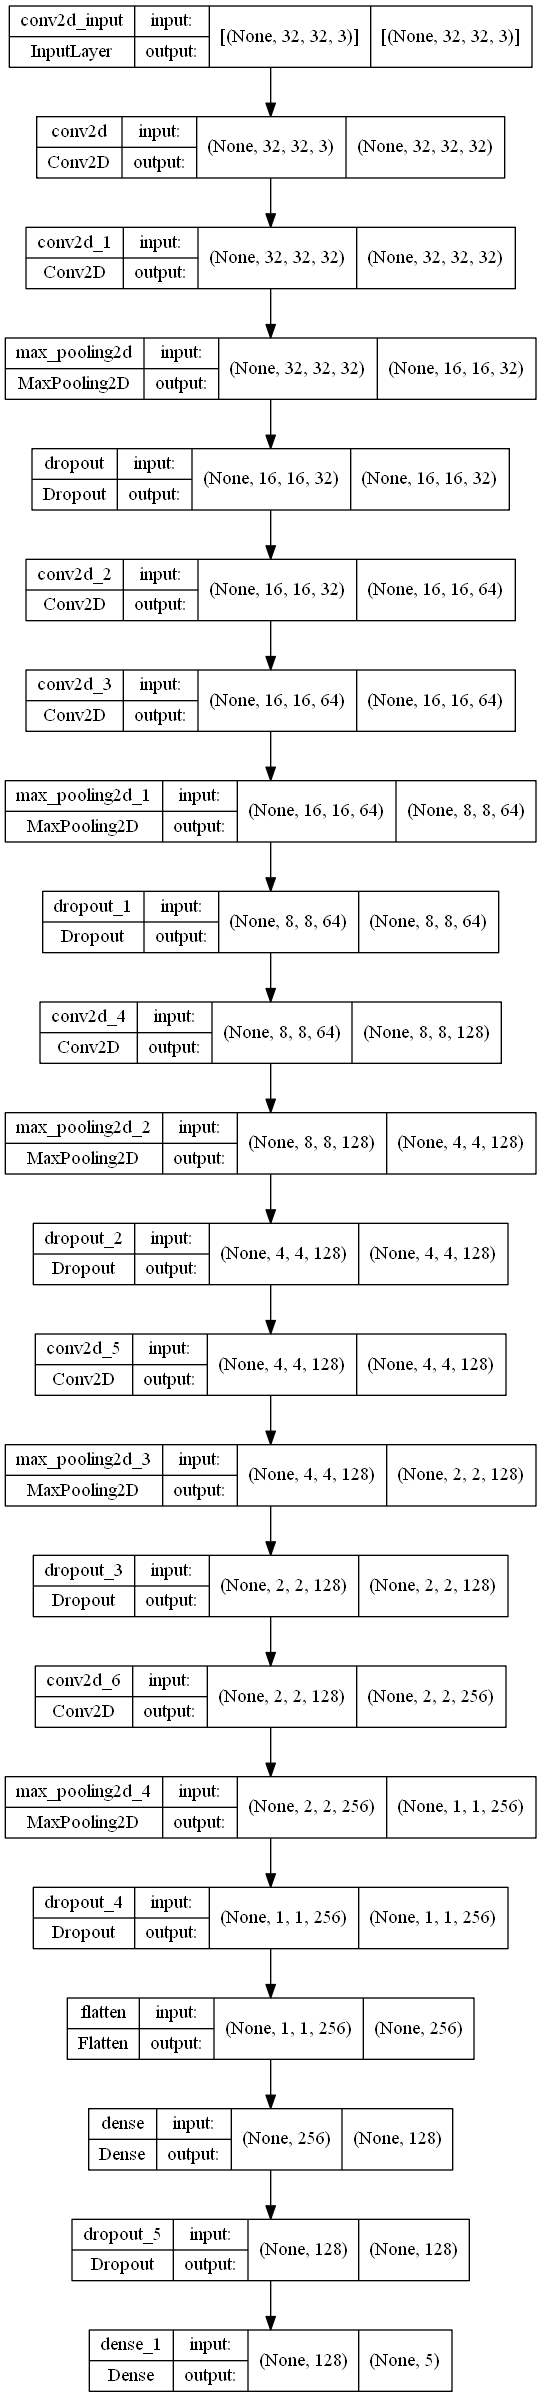 conv2d_input input: [(None, 32, 32, 3)] [(None, 32, 32, 3)]
InputLayer output:
conv2d input: (None, 32, 32, 3) (None, 32, 32, 32)
Conv2D output:
conv2d_1 input: (None, 32, 32, 32) (None, 32, 32, 32)
Conv2D output:
max_pooling2d input: (None, 32, 32, 32) (None, 16, 16, 32)
MaxPooling2D output:
dropout input: (None, 16, 16, 32) (None, 16, 16, 32)
Dropout output:
conv2d_2 input: (None, 16, 16, 32) (None, 16, 16, 64)
Conv2D output:
conv2d_3 input: (None, 16, 16, 64) (None, 16, 16, 64)
Conv2D output:
max_pooling2d_1 input: (None, 16, 16, 64) (None, 8, 8, 64)
MaxPooling2D output:
dropout_1 input: (None, 8, 8, 64) (None, 8, 8, 64)
Dropout output:
conv2d_4 input: (None, 8, 8, 64) (None, 8, 8, 128)
Conv2D output:
max_pooling2d_2 input: (None, 8, 8, 128) (None, 4, 4, 128)
MaxPooling2D output:
dropout_2 input: (None, 4, 4, 128) (None, 4, 4, 128)
Dropout output:
conv2d_5 input: (None, 4, 4, 128) (None, 4, 4, 128)
Conv2D output:
max_pooling2d_3 input: (None, 4, 4, 128) (None, 2, 2, 128)
MaxPooling2D output:
dropout_3 input: (None, 2, 2, 128) (None, 2, 2, 128)
Dropout output:
conv2d_6 input: (None, 2, 2, 128) (None, 2, 2, 256)
Conv2D output:
max_pooling2d_4 input: (None, 2, 2, 256) (None, 1, 1, 256)
MaxPooling2D output:
dropout_4 input: (None, 1, 1, 256) (None, 1, 1, 256)
Dropout output:
flatten input: (None, 1, 1, 256) (None, 256)
Flatten output:
dense input: (None, 256) (None, 128)
Dense output:
dropout_5 input: (None, 128) (None, 128)
Dropout output:
dense_1 input: (None, 128) (None, 5)
Dense output: